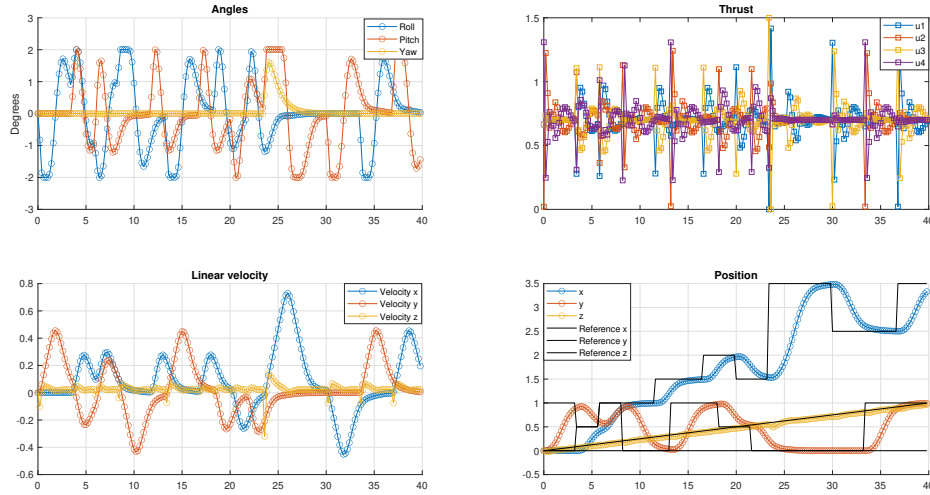 Angles
Degrees
3
2
1
0
-1
-2
-3
0 5 10 15 20 25 30 35 40
Roll
Pitch
Yaw
Thrust
1.5
1
0.5
0
0 5 10 15 20 25 30 35 40
u1
u2
u3
u4
Linear velocity
0.8
0.6
0.4
0.2
0
-0.2
-0.4
-0.6
0 5 10 15 20 25 30 35 40
Velocity x
Velocity y
Velocity z
Position
3.5
3
2.5
2
1.5
1
0.5
0
-0.5
0 5 10 15 20 25 30 35 40
x
y
z
Reference x
Reference y
Reference z